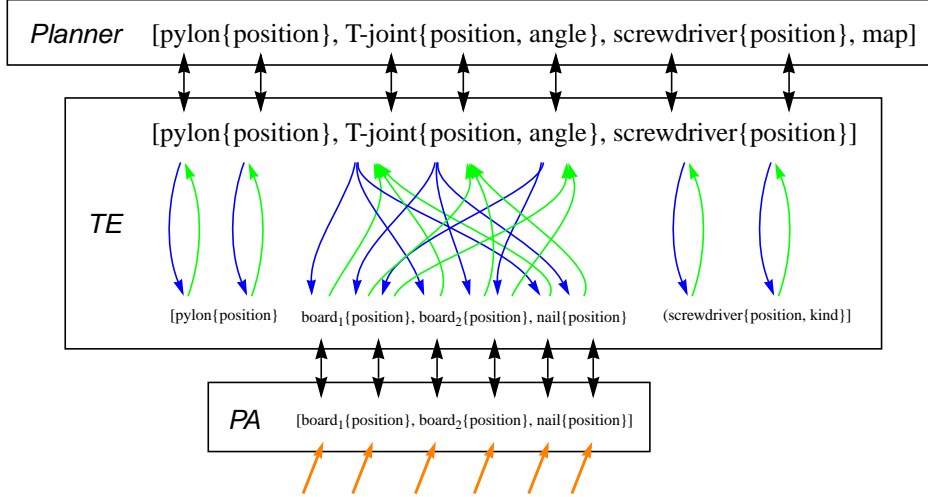 Planner [pylon{position}, T-joint{position, angle}, screwdriver{position}, map]
[pylon{position}, T-joint{position, angle}, screwdriver{position}]
TE
[pylon{position} board₁{position}, board₂{position}, nail{position} (screwdriver{position, kind}]
PA [board₁{position}, board₂{position}, nail{position}]